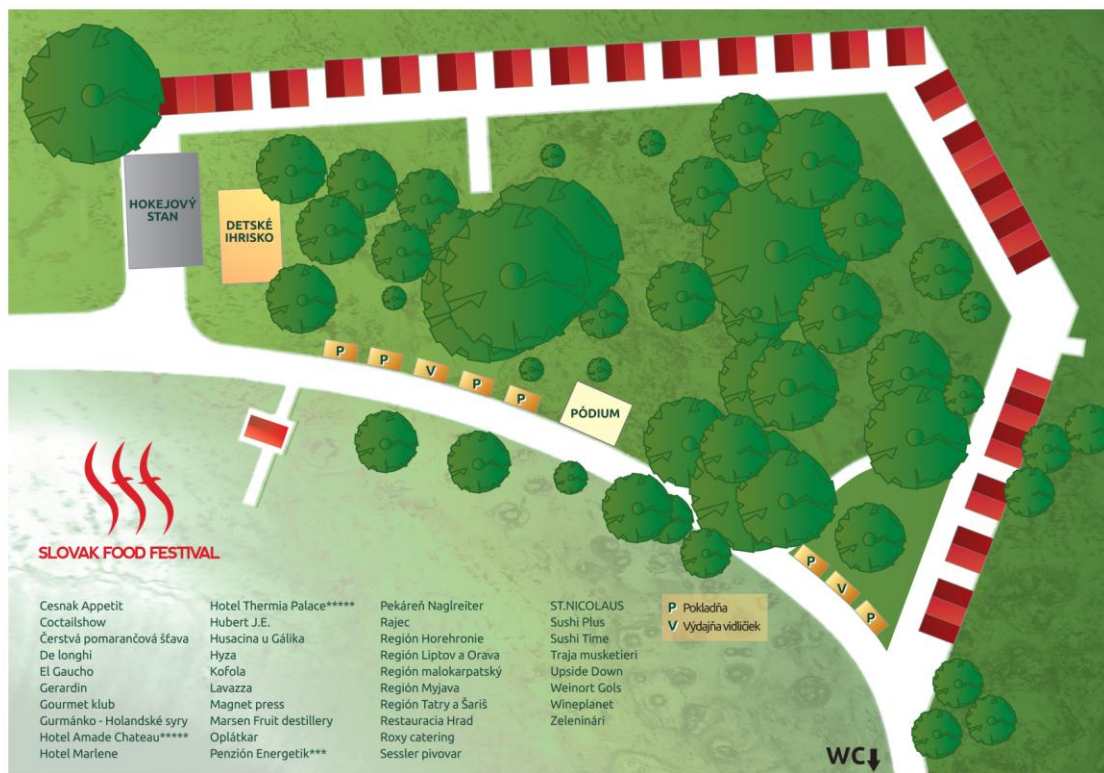 HOKEJOVÝ
STAN
DETSKÉ
IHRISKO
P
P
V
P
P
PÓDIUM
SLOVAK FOOD FESTIVAL
P
V
P
Cesnak Appetit
Coctailshow
Čerstvá pomarančová šťava
De longhi
El Gaucho
Gerardin
Gourmet klub
Gurmánko - Holandské syry
Hotel Amade Chateau*****
Hotel Marlene
Hotel Thermia Palace*****
Hubert J.E.
Husacina u Gálika
Hyza
Kofola
Lavazza
Magnet press
Marsen Fruit destillery
Oplátkar
Penzión Energetik***
Pekáreň Naglreiter
Rajec
Región Horehronie
Región Liptov a Orava
Región malokarpatský
Región Myjava
Región Tatry a Šariš
Restauracia Hrad
Roxy catering
Sessler pivovar
ST.NICOLAUS
Sushi Plus
Sushi Time
Traja musketieri
Upside Down
Weinort Gols
Wineplanet
Zeleninári
P Pokladňa
V Výdajňa vidličiek
WC